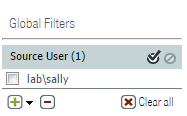 Global Filters
Source User (1)
lab\sally
Clear all